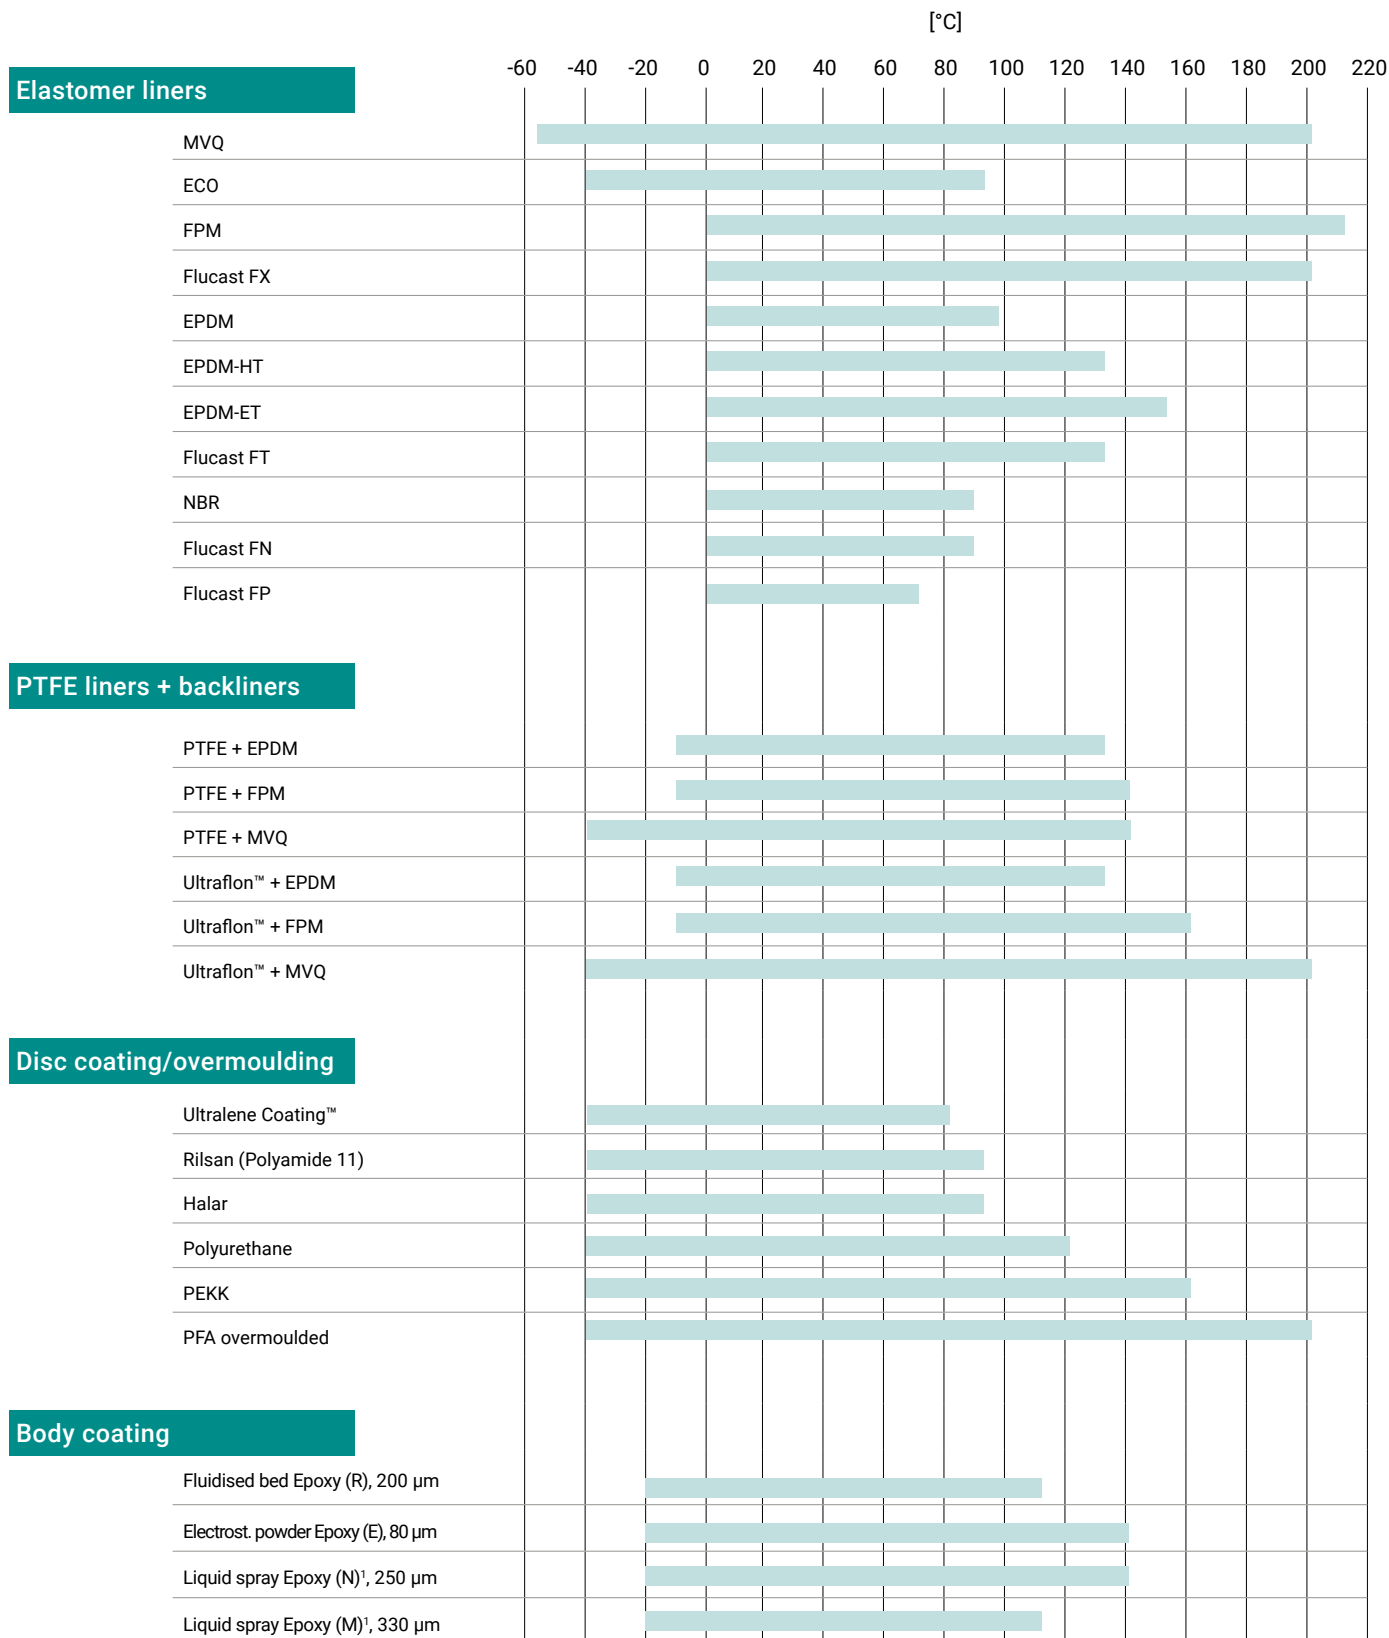 [°C]
-60 -40 -20 0 20 40 60 80 100 120 140 160 180 200 220
Elastomer liners
MVQ
ECO
FPM
Flucast FX
EPDM
EPDM-HT
EPDM-ET
Flucast FT
NBR
Flucast FN
Flucast FP
PTFE liners + backliners
PTFE + EPDM
PTFE + FPM
PTFE + MVQ
Ultraflon™ + EPDM
Ultraflon™ + FPM
Ultraflon™ + MVQ
Disc coating/overmoulding
Ultralene Coating™
Rilsan (Polyamide 11)
Halar
Polyurethane
PEKK
PFA overmoulded
Body coating
Fluidised bed Epoxy (R), 200 µm
Electrost. powder Epoxy (E), 80 µm
Liquid spray Epoxy (N)¹, 250 µm
Liquid spray Epoxy (M)¹, 330 µm